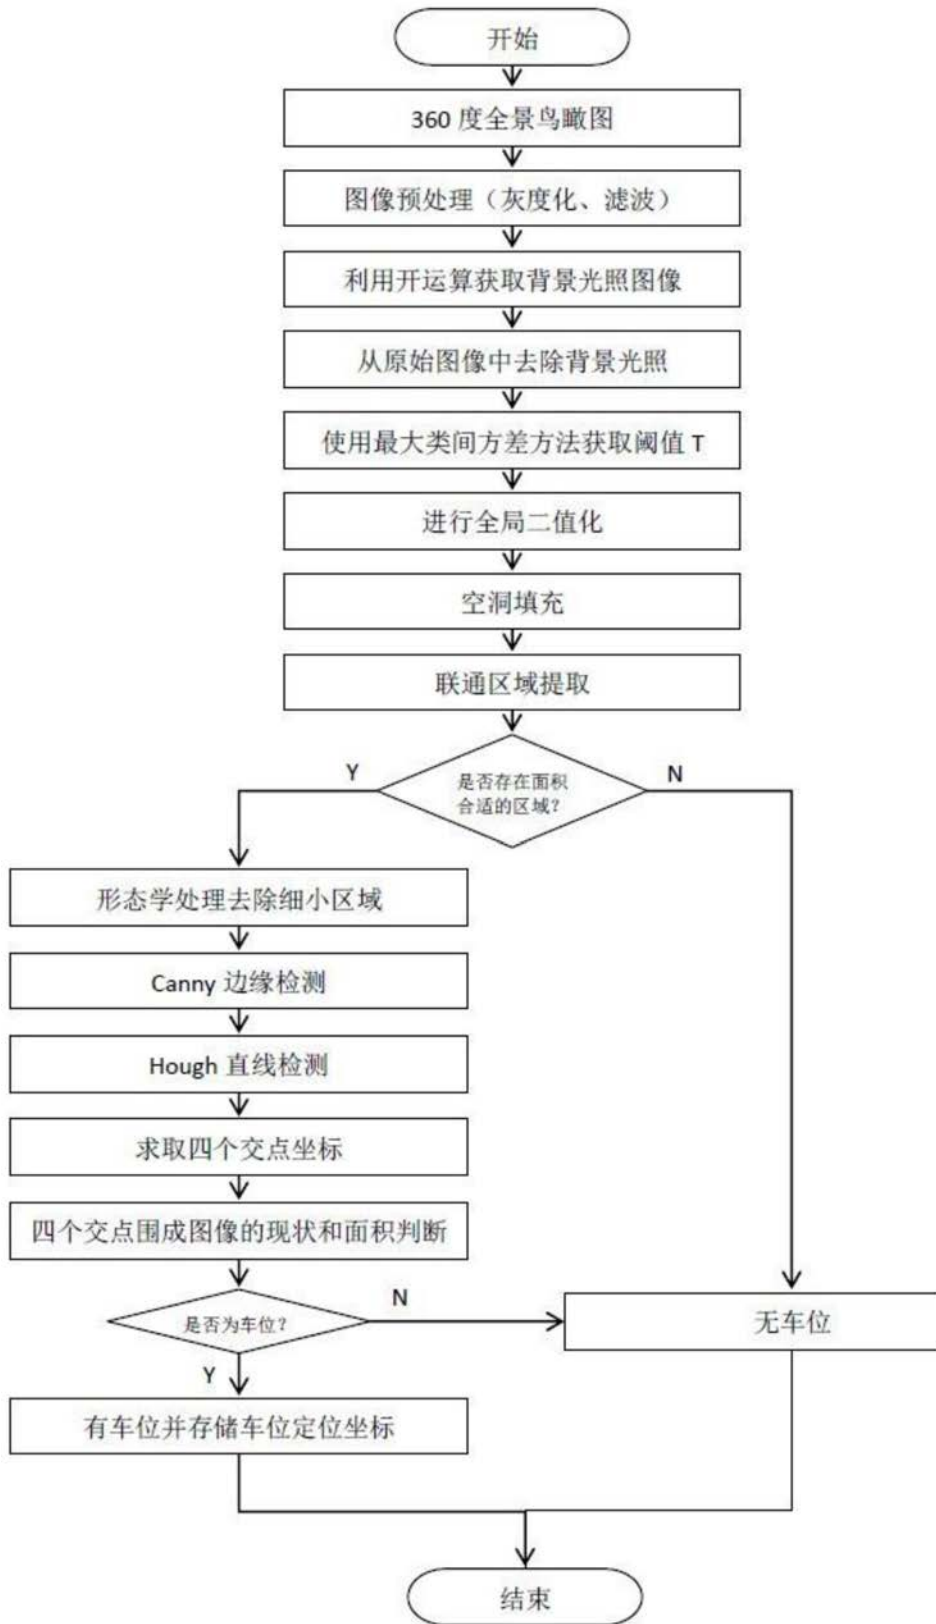 开始
360 度全景鸟瞰图
图像预处理（灰度化、滤波）
利用开运算获取背景光照图像
从原始图像中去除背景光照
使用最大类间方差方法获取阈值 T
进行全局二值化
空洞填充
联通区域提取
Y
是否存在面积
合适的区域？
N
形态学处理去除细小区域
Canny 边缘检测
Hough 直线检测
求取四个交点坐标
四个交点围成图像的现状和面积判断
是否为车位？
N
无车位
Y
有车位并存储车位定位坐标
结束